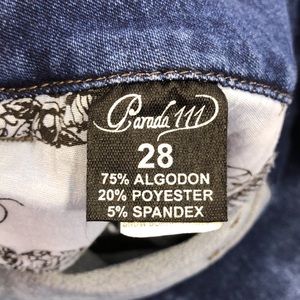 Parada 111
28
75% ALGODON
20% POYESTER
5% SPANDEX